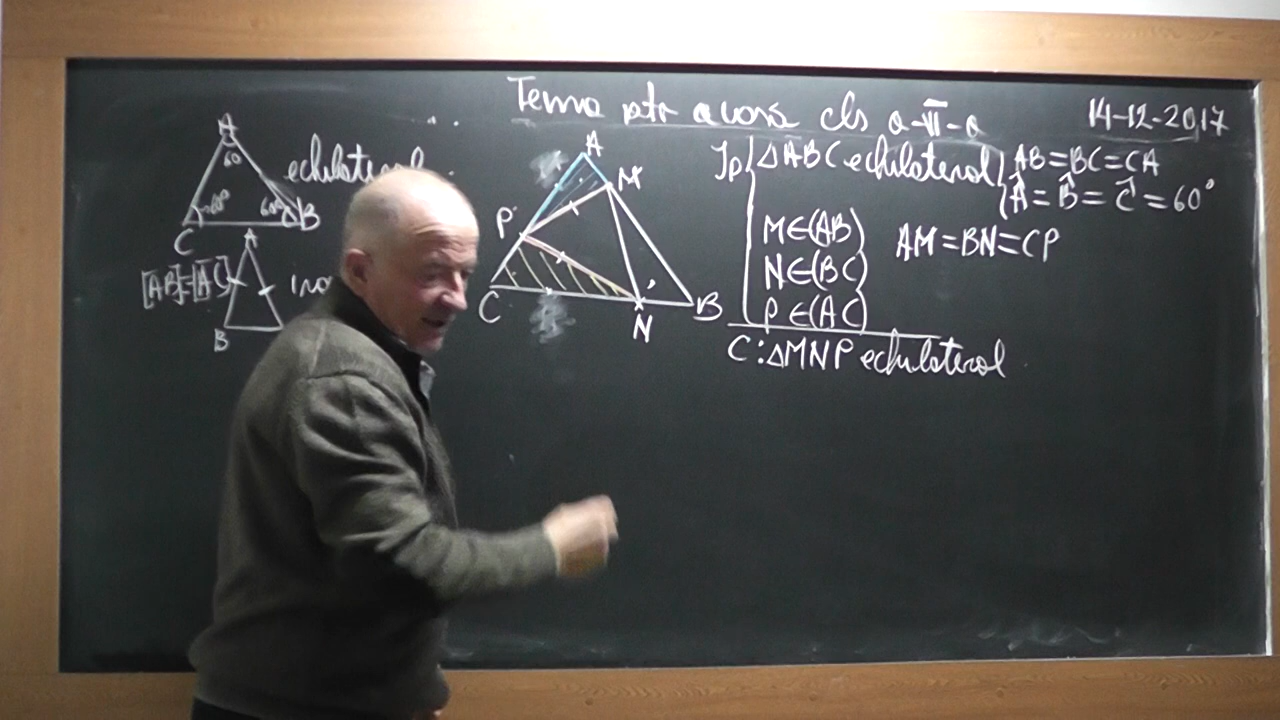 Tema ptr acasă cls a-VI-a
14-12-2017
A
60
60°
60°
C
B
echilateral
A
[AB]=[AC]
B
A
M
P
C
N
B
Ip
ΔABC echilateral
AB=BC=CA
Â=B̂=Ĉ=60°
M∈(AB)
N∈(BC)
P∈(AC)
AM=BN=CP
C:ΔMNP echilateral